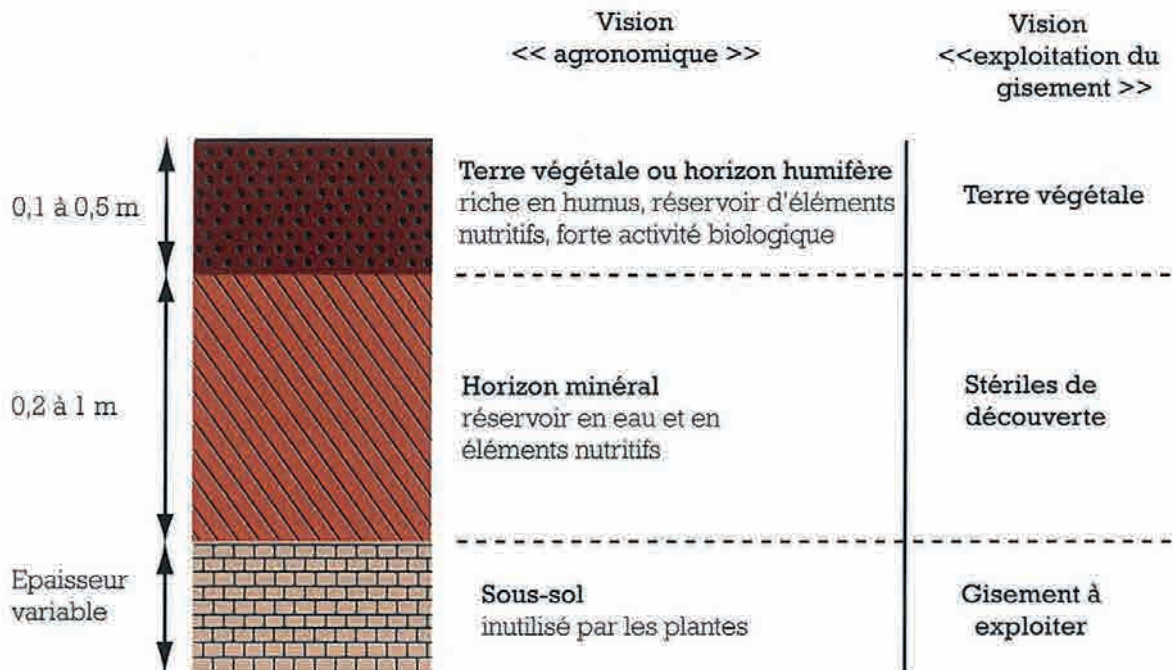 Vision
<< agronomique >>
Vision
<<exploitation du
gisement >>
0,1 à 0,5 m
Terre végétale ou horizon humifère
riche en humus, réservoir d'éléments
nutritifs, forte activité biologique
Terre végétale
0,2 à 1 m
Horizon minéral
réservoir en eau et en
éléments nutritifs
Stériles de
découverte
Epaisseur
variable
Sous-sol
inutilisé par les plantes
Gisement à
exploiter